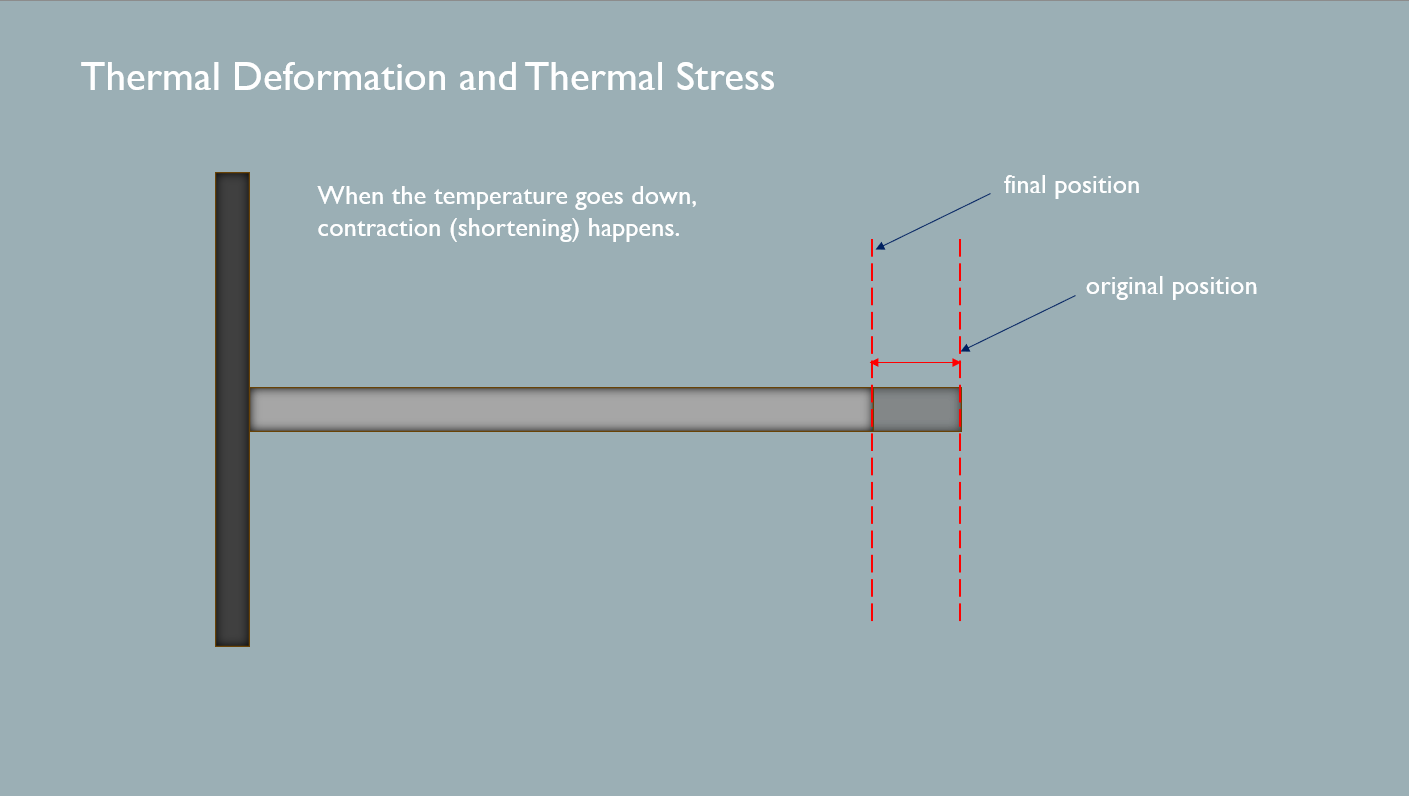 Thermal Deformation and Thermal Stress
When the temperature goes down,
contraction (shortening) happens.
final position
original position